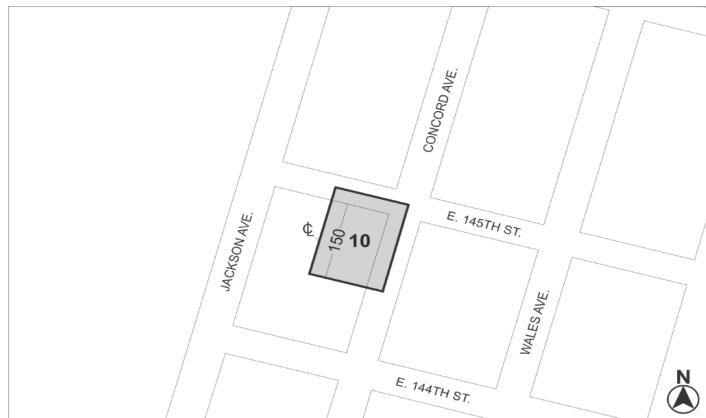 CONCORD AVE.
JACKSON AVE.
E. 145TH ST.
℄
150
10
WALES AVE.
E. 144TH ST.
N